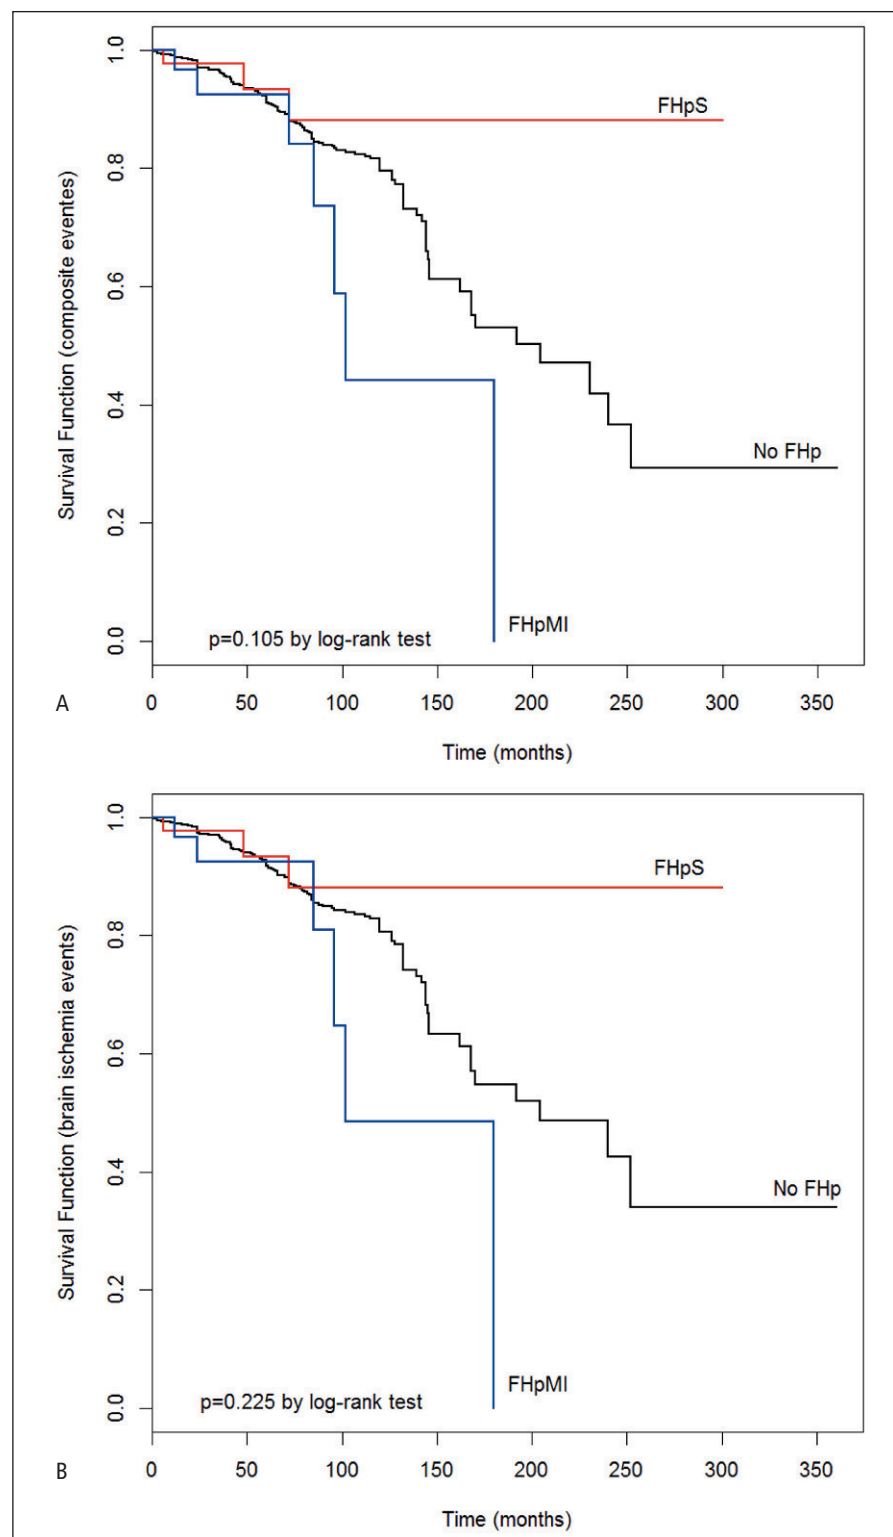 Survival Function (composite eventes)
1.0
0.8
0.6
0.4
0.2
0.0
FHpS
No FHp
FHpMI
p=0.105 by log-rank test
0 50 100 150 200 250 300 350
A
Time (months)
Survival Function (brain ischemia events)
1.0
0.8
0.6
0.4
0.2
0.0
FHpS
No FHp
FHpMI
p=0.225 by log-rank test
0 50 100 150 200 250 300 350
B
Time (months)